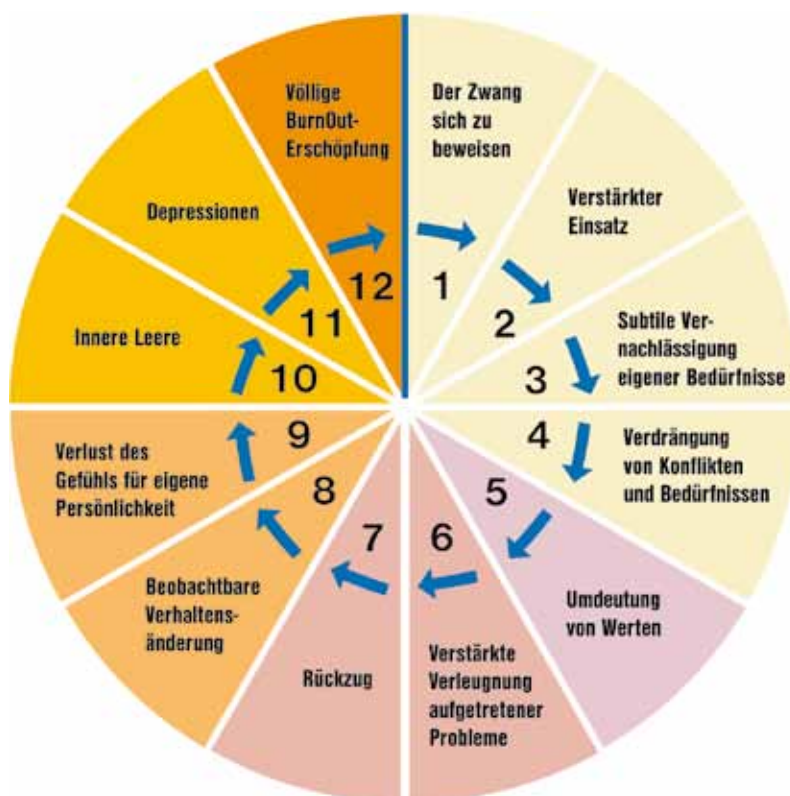 Der Zwang
sich zu
beweisen
1
Verstärkter
Einsatz
2
Subtile Ver-
nachlässigung
eigener Bedürfnisse
3
Verdrängung
von Konflikten
und Bedürfnissen
4
Umdeutung
von Werten
5
Verstärkte
Verleugnung
aufgetretener
Probleme
6
Rückzug
7
Beobachtbare
Verhaltens-
änderung
8
Verlust des
Gefühls für eigene
Persönlichkeit
9
Innere Leere
10
Depressionen
11
Völlige
BurnOut-
Erschöpfung
12